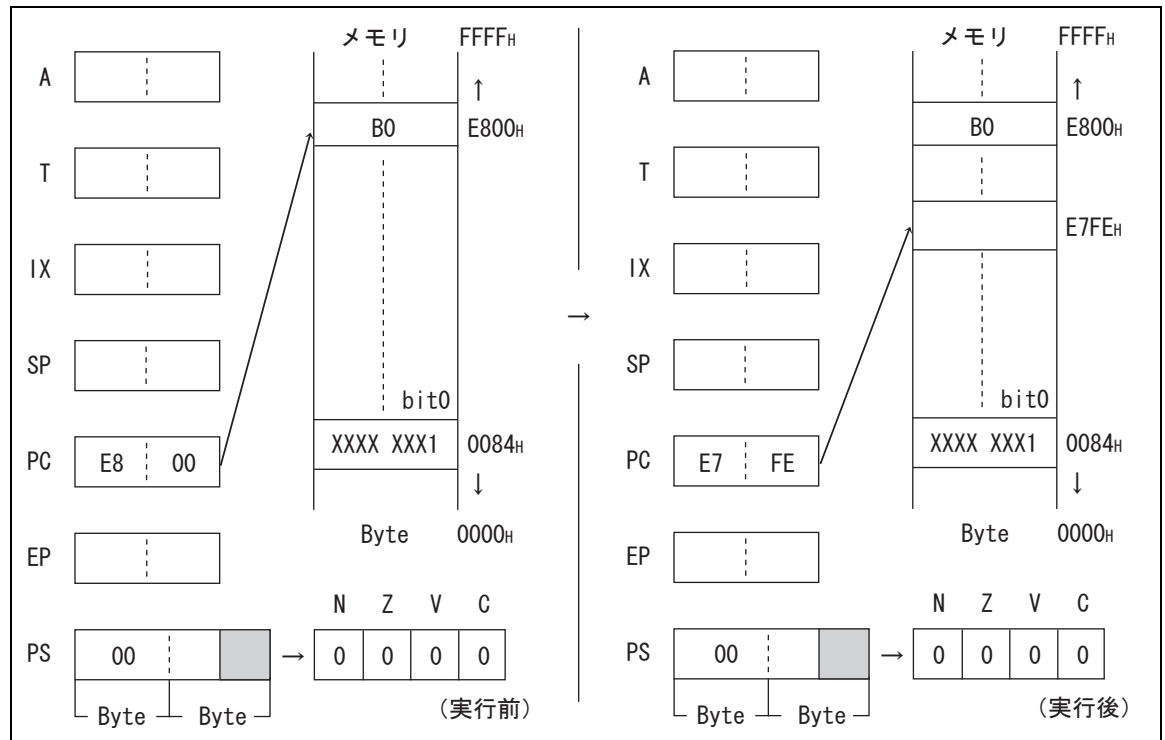 メモリ FFFFH
A
↑
B0 E800H
T
IX
SP
bit0
PC E8 00 XXXX XXX1 0084H
↓
Byte 0000H
EP
N Z V C
PS 00 → 0 0 0 0
Byte Byte (実行前)
→
メモリ FFFFH
A
↑
B0 E800H
T
E7FEH
IX
SP
bit0
PC E7 FE XXXX XXX1 0084H
↓
Byte 0000H
EP
N Z V C
PS 00 → 0 0 0 0
Byte Byte (実行後)